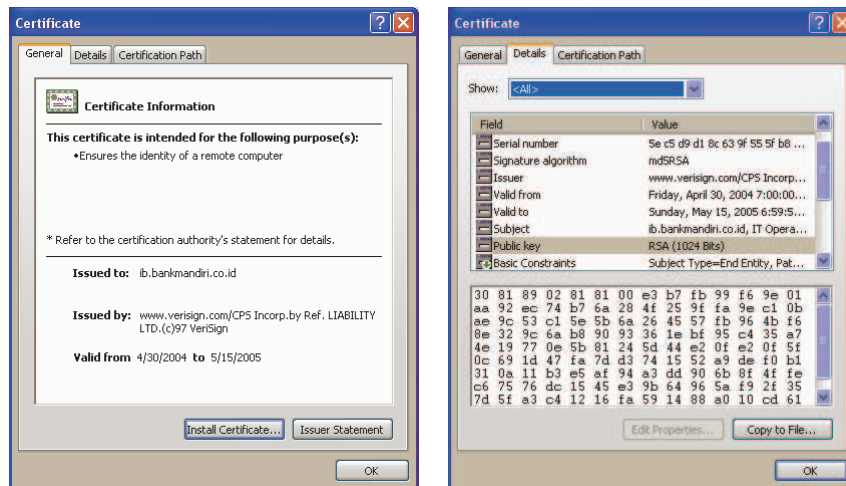 Certificate
General Details Certification Path
Certificate Information
This certificate is intended for the following purpose(s):
•Ensures the identity of a remote computer
* Refer to the certification authority's statement for details.
Issued to: ib.bankmandiri.co.id
Issued by: www.verisign.com/CPS Incorp.by Ref. LIABILITY
LTD.(c)97 VeriSign
Valid from 4/30/2004 to 5/15/2005
Install Certificate... Issuer Statement
OK
Certificate
General Details Certification Path
Show: <All>
Field Value
Serial number 5e c5 d9 d1 8c 63 9f 55 5f b8 ...
Signature algorithm md5RSA
Issuer www.verisign.com/CPS Incorp...
Valid from Friday, April 30, 2004 7:00:00...
Valid to Sunday, May 15, 2005 6:59:5...
Subject ib.bankmandiri.co.id, IT Opera...
Public key RSA (1024 Bits)
Basic Constraints Subject Type=End Entity, Pat...
30 81 89 02 81 81 00 e3 b7 fb 99 f6 9e 01
aa 92 ec 74 b7 6a 28 4f 25 9f fa 9e c1 0b
ae 9c 53 c1 5e 5b 6a 26 45 57 fb 96 4b f6
8e 32 9c 6a b8 90 93 36 1e bf 95 c4 35 a7
4e 19 77 0e 5b 81 24 5d 44 e2 0f e2 0f 5f
0c 69 1d 47 fa 7d d3 74 15 52 a9 de f0 b1
31 0a 11 b3 e5 af 94 a3 dd 90 6b 8f 4f fe
c6 75 76 dc 15 45 e3 9b 64 96 5a f9 2f 35
7d 5f a3 c4 12 16 fa 59 14 88 a0 10 cd 61
Edit Properties... Copy to File...
OK